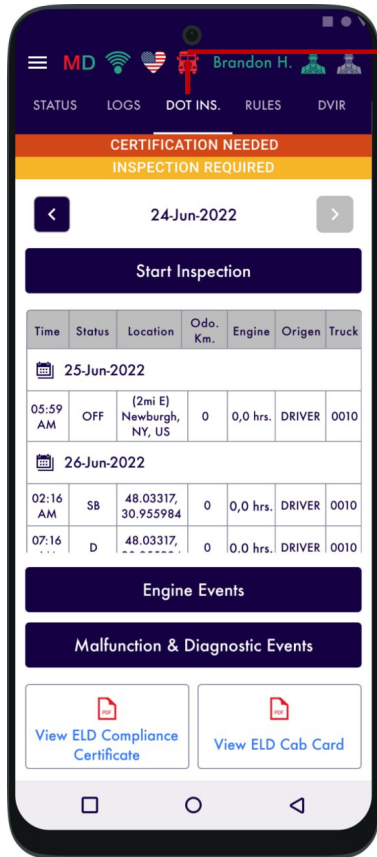 MD Brandon H.
STATUS LOGS DOT INS. RULES DVIR
CERTIFICATION NEEDED
INSPECTION REQUIRED
24-Jun-2022
Start Inspection
Time Status Location Odo. Km. Engine Origen Truck
25-Jun-2022
05:59 AM OFF (2mi E) Newburgh, NY, US 0 0,0 hrs. DRIVER 0010
26-Jun-2022
02:16 AM SB 48.03317, 30.955984 0 0,0 hrs. DRIVER 0010
07:16 D 48.03317, 0 0.0 hrs. DRIVER 0010
Engine Events
Malfunction & Diagnostic Events
PDF PDF
View ELD Compliance Certificate
View ELD Cab Card